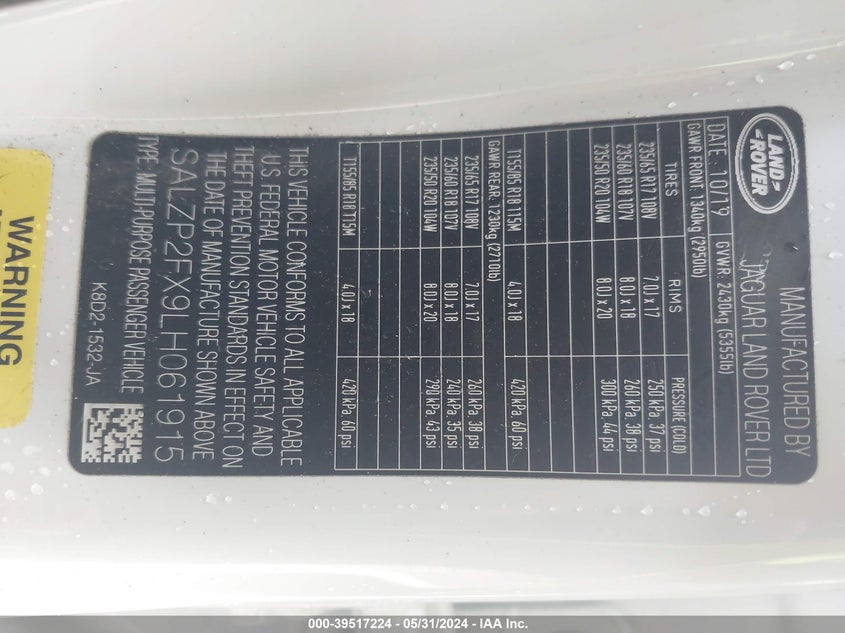 LAND
ROVER
MANUFACTURED BY
JAGUAR LAND ROVER LTD
DATE: 10/19 GVWR: 2430kg (5355lb)
GAWR FRONT: 1340kg (2950lb)
TIRES RIMS PRESSURE (COLD)
235/65 R17 108V 7.0J x 17 250 kPa 37 psi
235/60 R18 107V 8.0J x 18 260 kPa 38 psi
235/50 R20 104W 8.0J x 20 300 kPa 44 psi
T155/85 R18 115M 4.0J x 18 420 kPa 60 psi
GAWR REAR: 1230kg (2710lb)
235/65 R17 108V 7.0J x 17 260 kPa 38 psi
235/60 R18 107V 8.0J x 18 240 kPa 35 psi
235/50 R20 104W 8.0J x 20 290 kPa 43 psi
T155/85 R18 115M 4.0J x 18 420 kPa 60 psi
THIS VEHICLE CONFORMS TO ALL APPLICABLE
U.S. FEDERAL MOTOR VEHICLE SAFETY AND
THEFT PREVENTION STANDARDS IN EFFECT ON
THE DATE OF MANUFACTURE SHOWN ABOVE
SALZP2FX9LH061915
TYPE: MULTI-PURPOSE PASSENGER VEHICLE
K8D2-1532-JA
WARNING
000-39517224 - 05/31/2024 - IAA Inc.